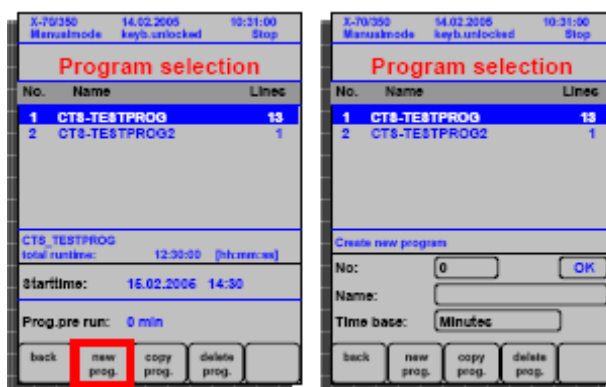 X-70/350 14.02.2005 10:31:00
Manualmode keyb.unlocked Stop
Program selection
No. Name Lines
1 CTS-TESTPROG 13
2 CTS-TESTPROG2 1
CTS_TESTPROG
total runtime: 12:30:00 [hh:mm:ss]
Starttime: 15.02.2005 14:30
Prog.pre run: 0 min
back new prog. copy prog. delete prog.
X-70/350 14.02.2005 10:31:00
Manualmode keyb.unlocked Stop
Program selection
No. Name Lines
1 CTS-TESTPROG 13
2 CTS-TESTPROG2 1
Create new program
No: 0 OK
Name:
Time base: Minutes
back new prog. copy prog. delete prog.